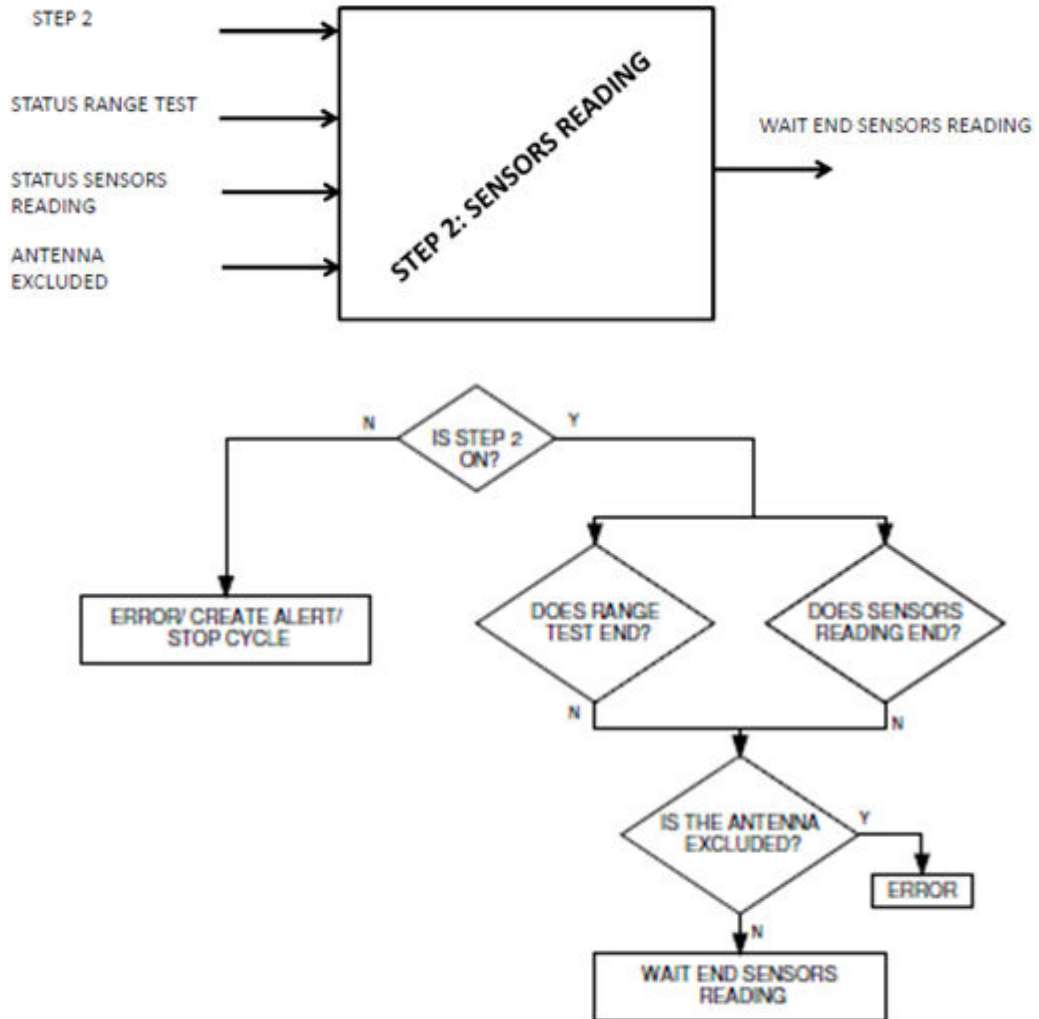 STEP 2
STATUS RANGE TEST
STATUS SENSORS
READING
ANTENNA
EXCLUDED
STEP 2: SENSORS READING
WAIT END SENSORS READING
N
IS STEP 2
ON?
Y
ERROR/ CREATE ALERT/
STOP CYCLE
DOES RANGE
TEST END?
DOES SENSORS
READING END?
N
N
IS THE ANTENNA
EXCLUDED?
Y
ERROR
N
WAIT END SENSORS
READING